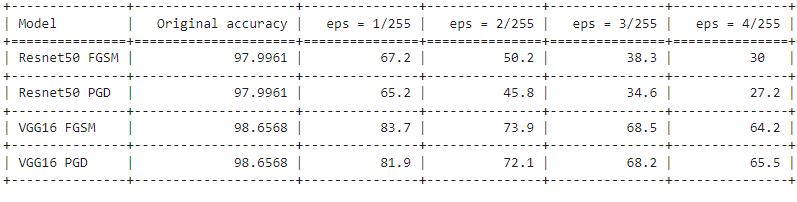 Model Original accuracy eps = 1/255 eps = 2/255 eps = 3/255 eps = 4/255
Resnet50 FGSM 97.9961 67.2 50.2 38.3 30
Resnet50 PGD 97.9961 65.2 45.8 34.6 27.2
VGG16 FGSM 98.6568 83.7 73.9 68.5 64.2
VGG16 PGD 98.6568 81.9 72.1 68.2 65.5